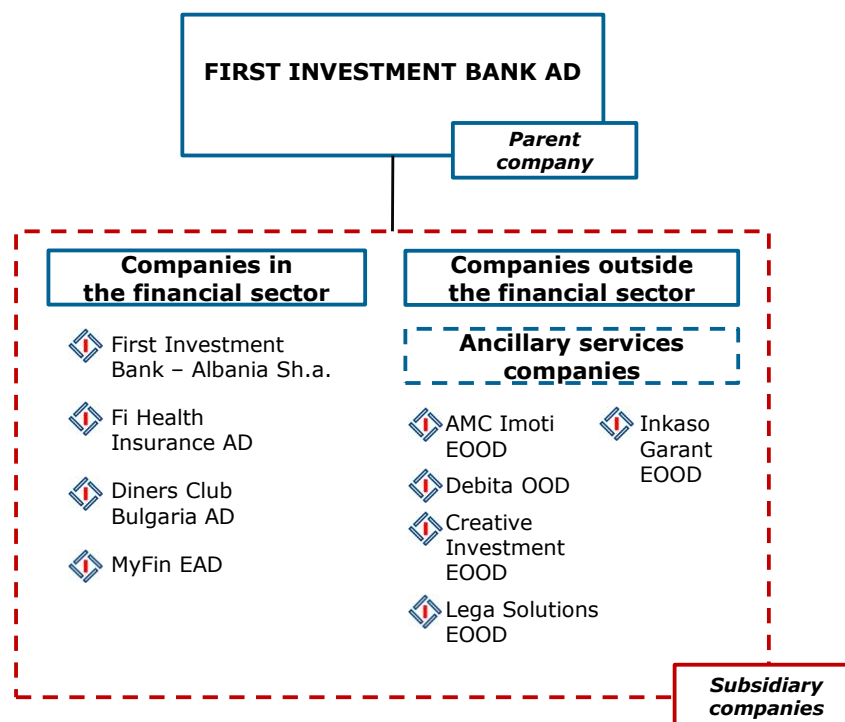 FIRST INVESTMENT BANK AD
Parent
company
Companies in
the financial sector
First Investment
Bank – Albania Sh.a.
Fi Health
Insurance AD
Diners Club
Bulgaria AD
MyFin EAD
Companies outside
the financial sector
Ancillary services
companies
AMC Imoti
EOOD
Debita OOD
Creative
Investment
EOOD
Lega Solutions
EOOD
Inkaso
Garant
EOOD
Subsidiary
companies